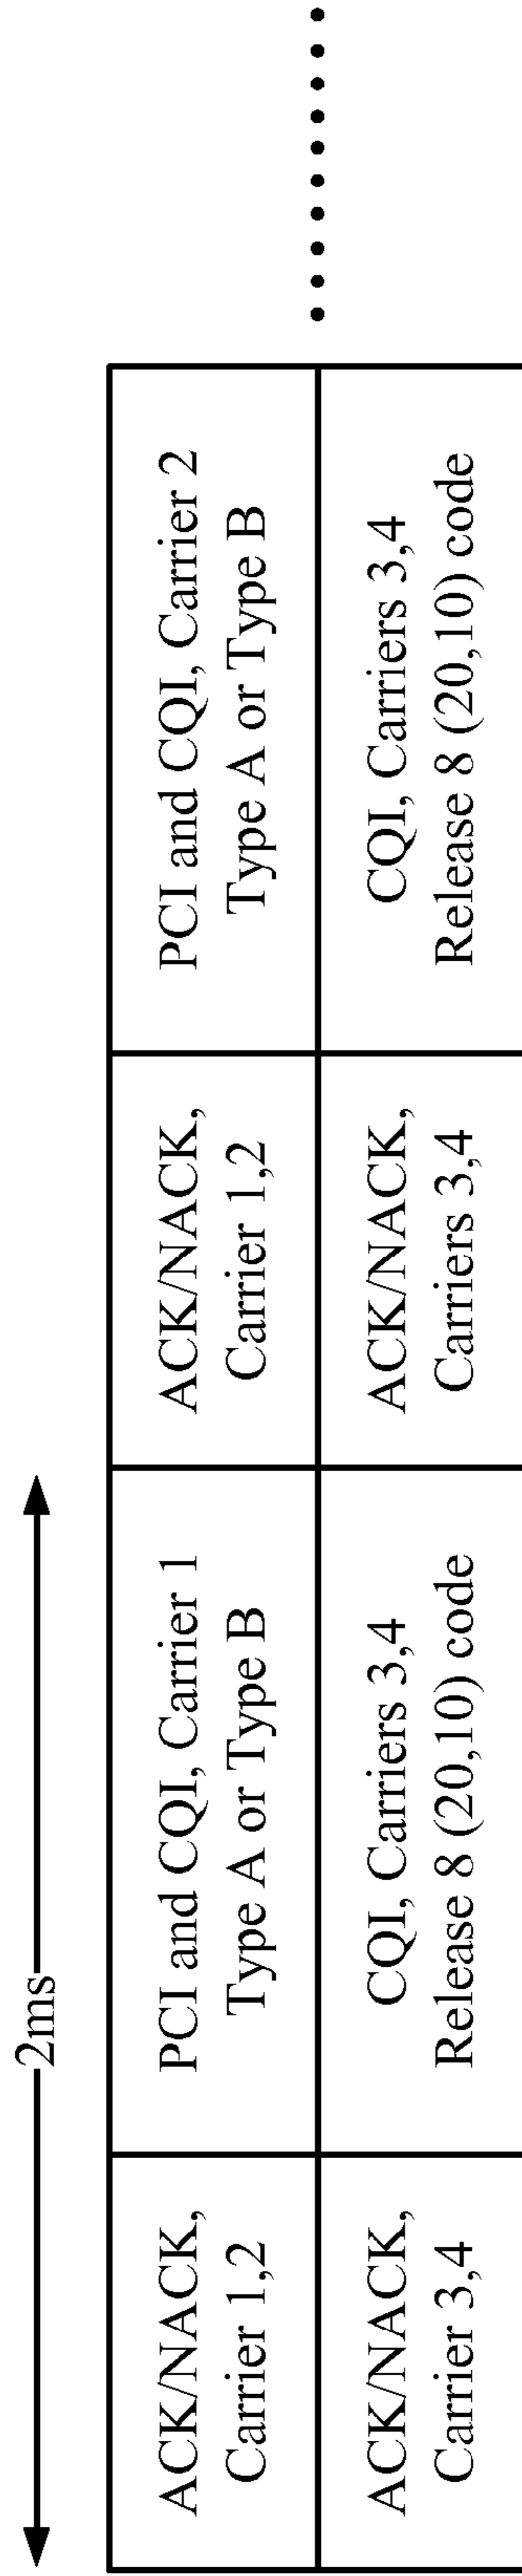 2ms
ACK/NACK,
Carrier 1,2
PCI and CQI, Carrier 1
Type A or Type B
ACK/NACK,
Carrier 1,2
PCI and CQI, Carrier 2
Type A or Type B
ACK/NACK,
Carrier 3,4
CQI, Carriers 3,4
Release 8 (20,10) code
ACK/NACK,
Carriers 3,4
CQI, Carriers 3,4
Release 8 (20,10) code